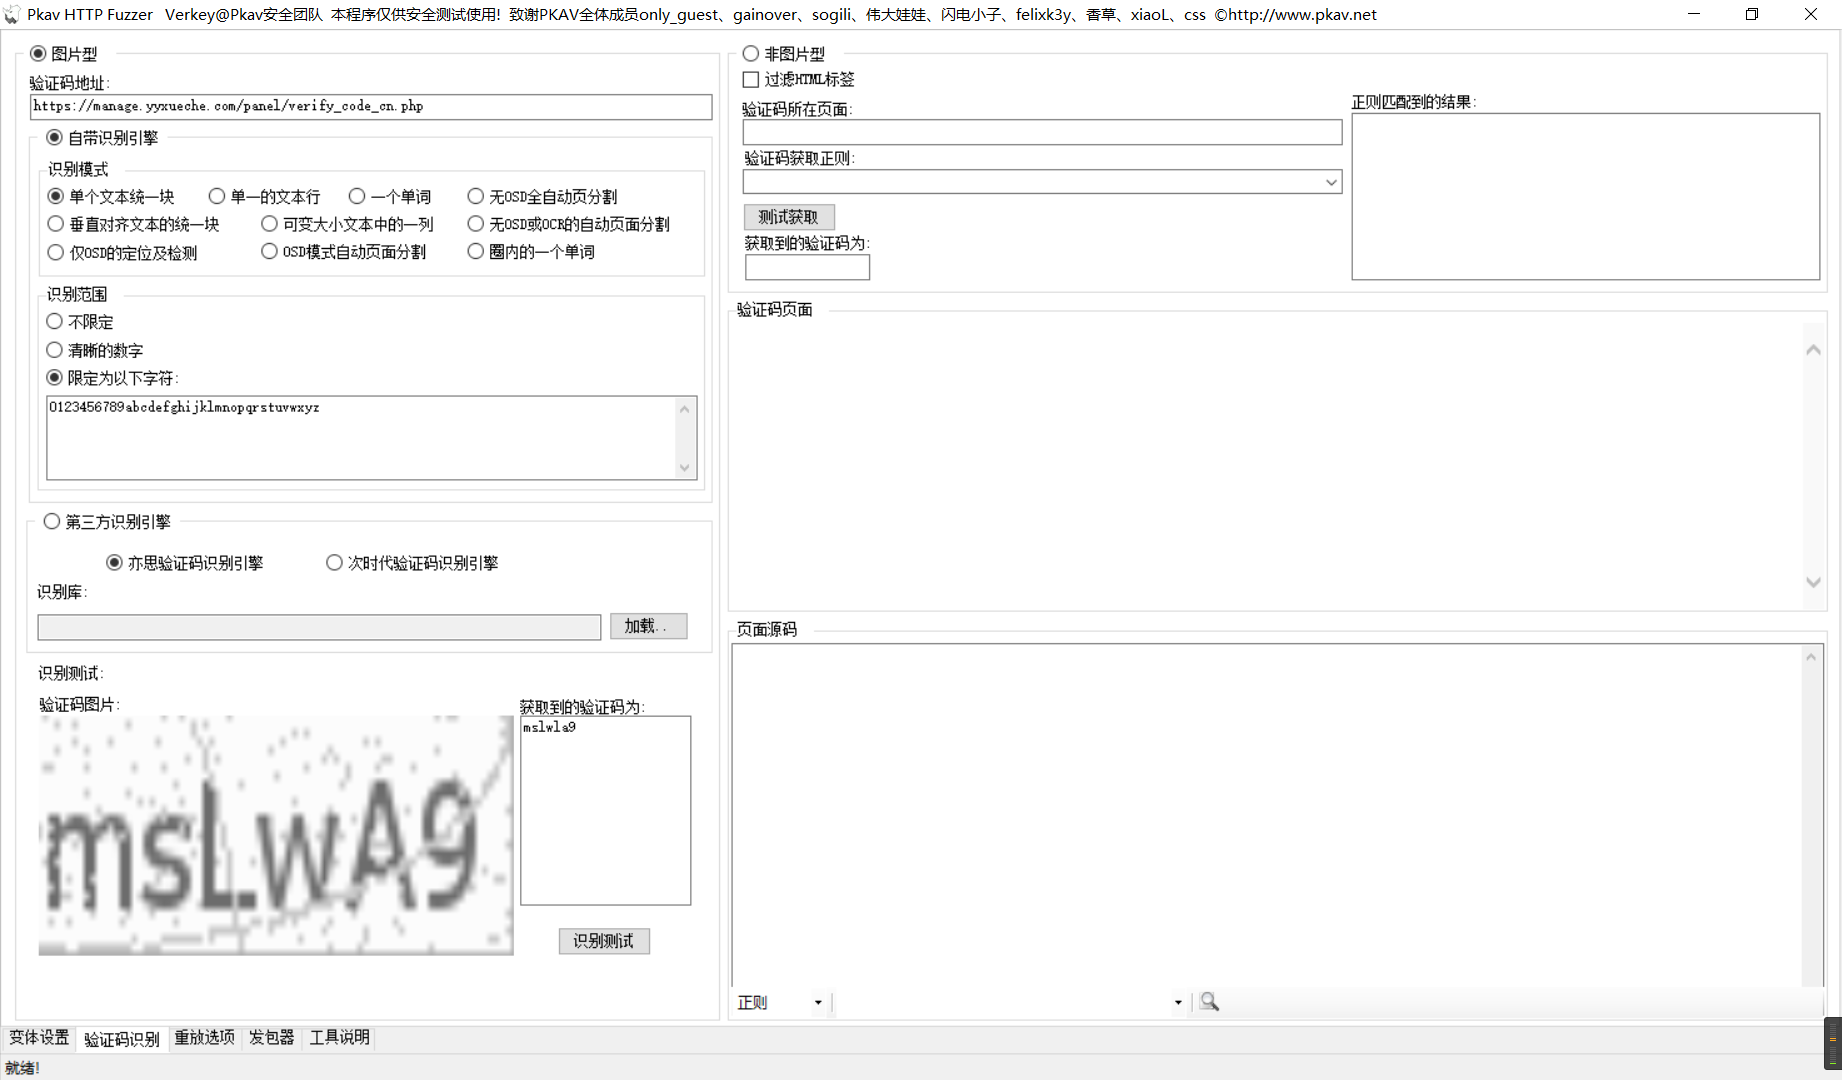 Pkav HTTP Fuzzer   Verkey@Pkav安全团队  本程序仅供安全测试使用!  致谢PKAV全体成员only_guest、gainover、sogili、伟大娃娃、闪电小子、felixk3y、香草、xiaoL、css  ©http://www.pkav.net
图片型
验证码地址:
https://manage.yyxueche.com/panel/verify_code_cn.php
自带识别引擎
识别模式
单个文本统一块 单一的文本行 一个单词 无OSD全自动页分割
垂直对齐文本的统一块 可变大小文本中的一列 无OSD或OCR的自动页面分割
仅OSD的定位及检测 OSD模式自动页面分割 圈内的一个单词
识别范围
不限定
清晰的数字
限定为以下字符:
0123456789abcdefghijklmnopqrstuvwxyz
第三方识别引擎
亦思验证码识别引擎 次时代验证码识别引擎
识别库:
加载..
识别测试:
验证码图片:
msLwA9
获取到的验证码为:
mslwla9
识别测试
非图片型
过滤HTML标签
验证码所在页面:
验证码获取正则:
测试获取
获取到的验证码为:
正则匹配到的结果:
验证码页面
页面源码
正则
变体设置 验证码识别 重放选项 发包器 工具说明
就绪!